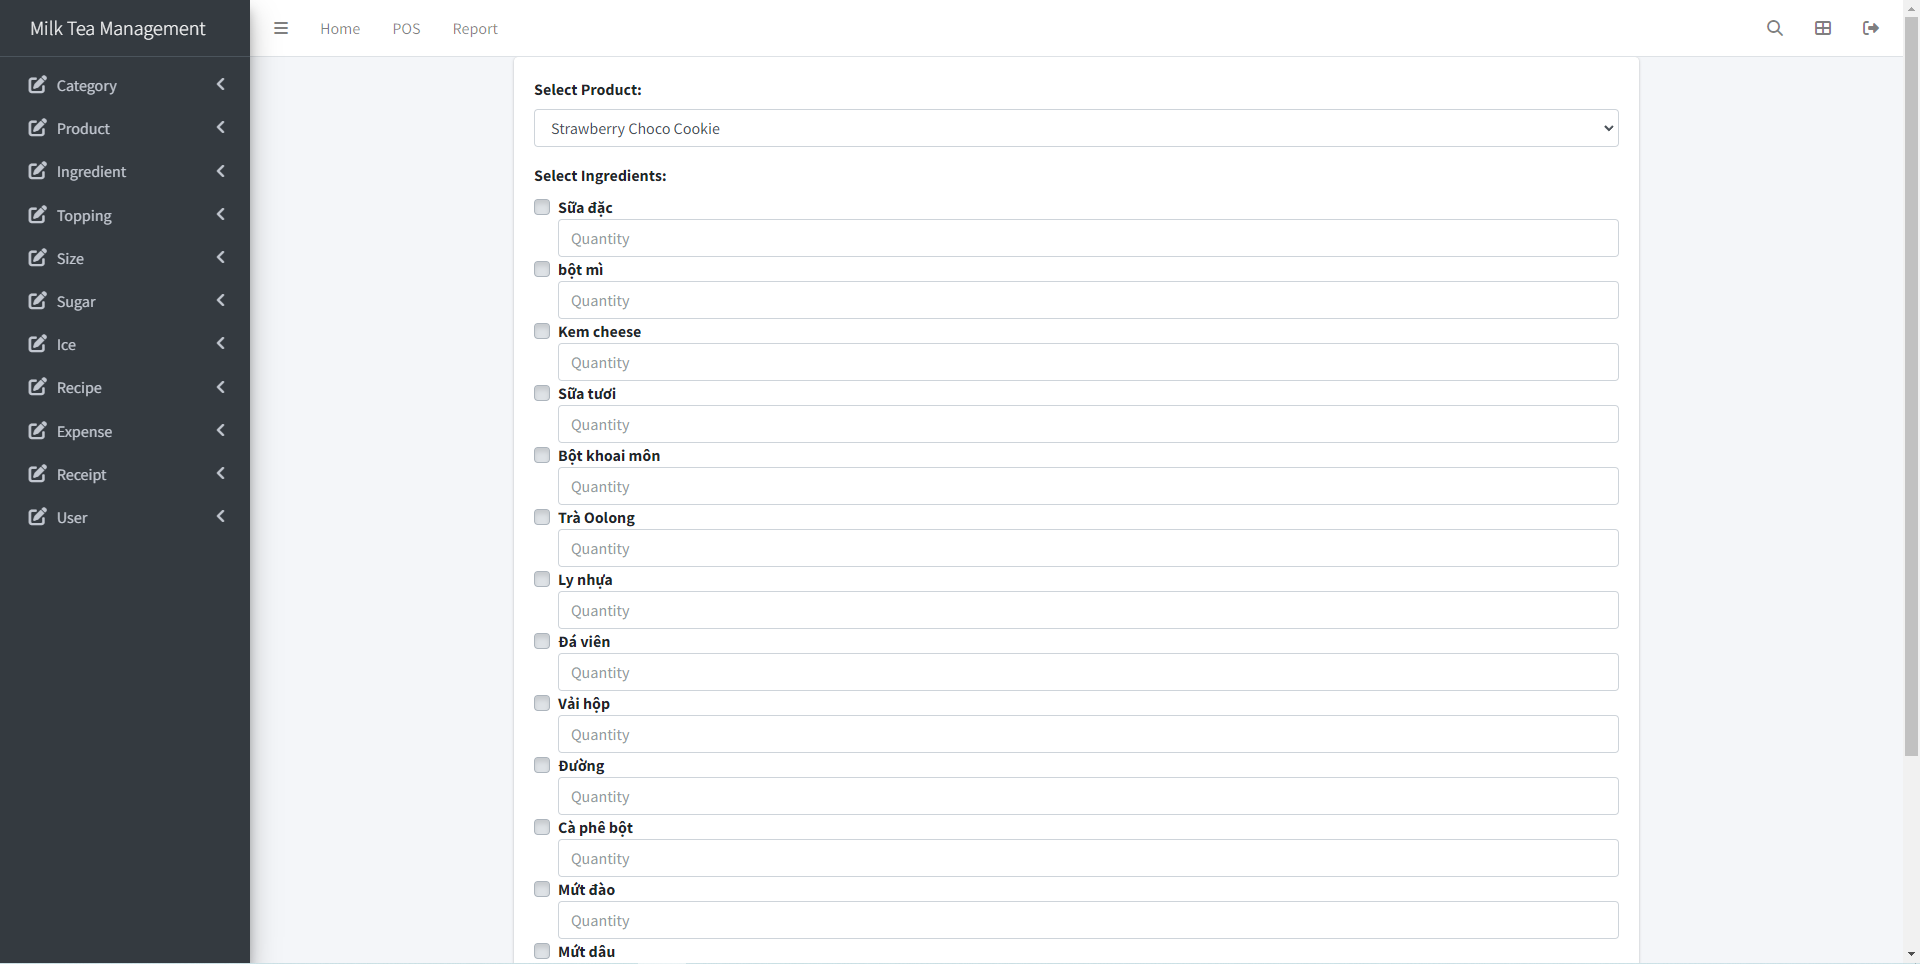 Milk Tea Management
Home POS Report
Category
Product
Ingredient
Topping
Size
Sugar
Ice
Recipe
Expense
Receipt
User
Select Product:
Strawberry Choco Cookie
Select Ingredients:
Sữa đặc
Quantity
bột mì
Quantity
Kem cheese
Quantity
Sữa tươi
Quantity
Bột khoai môn
Quantity
Trà Oolong
Quantity
Ly nhựa
Quantity
Đá viên
Quantity
Vải hộp
Quantity
Đường
Quantity
Cà phê bột
Quantity
Mứt đào
Quantity
Mứt dâu